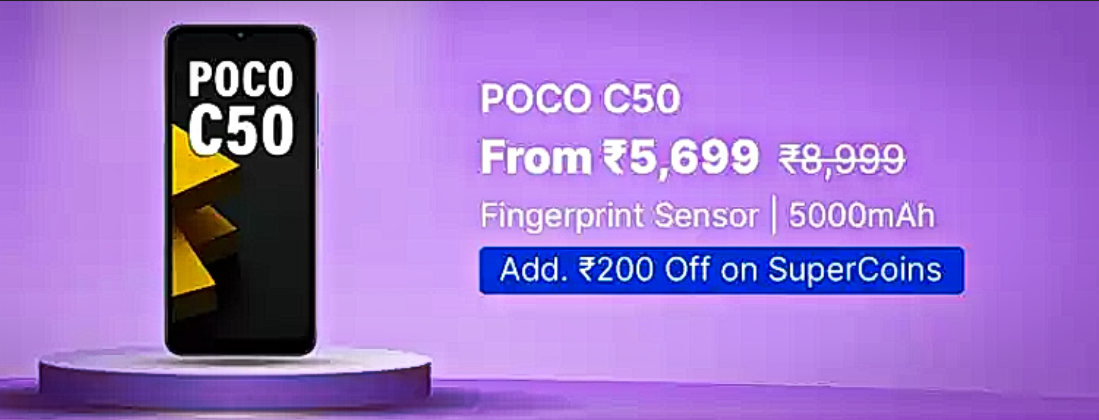 POCO
C50
POCO C50
From ₹5,699 ₹8,999
Fingerprint Sensor | 5000mAh
Add. ₹200 Off on SuperCoins